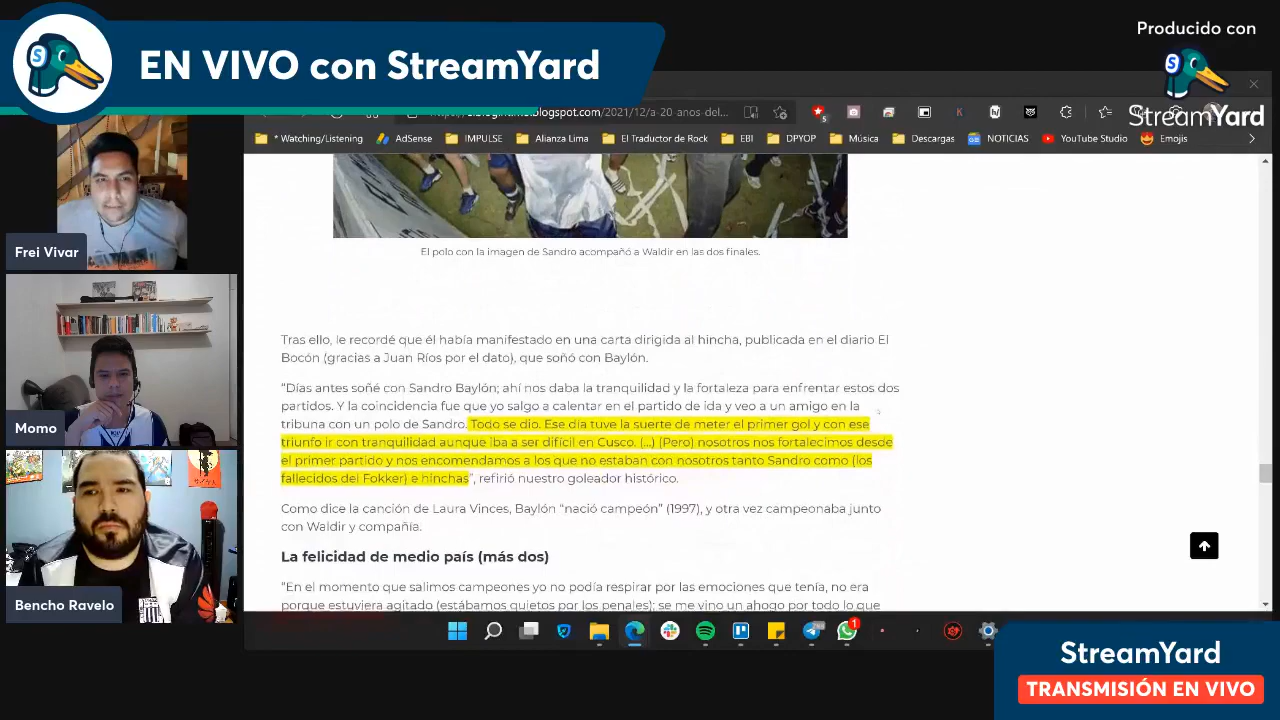 EN VIVO con StreamYard
Producido con
StreamYard
blogspot.com/2021/12/a-20-anos-del...
* Watching/Listening
AdSense
IMPULSE
Alianza Lima
El Traductor de Rock
EBI
DPYOP
Música
Descargas
NOTICIAS
YouTube Studio
Emojis
El polo con la imagen de Sandro acompañó a Waldir en las dos finales.
Tras ello, le recordé que él había manifestado en una carta dirigida al hincha, publicada en el diario El
Bocón (gracias a Juan Ríos por el dato), que soñó con Baylón.
“Días antes soñé con Sandro Baylón; ahí nos daba la tranquilidad y la fortaleza para enfrentar estos dos
partidos. Y la coincidencia fue que yo salgo a calentar en el partido de ida y veo a un amigo en la
tribuna con un polo de Sandro. Todo se dio. Ese día tuve la suerte de meter el primer gol y con ese
triunfo ir con tranquilidad aunque iba a ser difícil en Cusco. (...) (Pero) nosotros nos fortalecimos desde
el primer partido y nos encomendamos a los que no estaban con nosotros tanto Sandro como (los
fallecidos del Fokker) e hinchas”, refirió nuestro goleador histórico.
Como dice la canción de Laura Vinces, Baylón “nació campeón” (1997), y otra vez campeonaba junto
con Waldir y compañía.
La felicidad de medio país (más dos)
“En el momento que salimos campeones yo no podía respirar por las emociones que tenía, no era
porque estuviera agitado (estábamos quietos por los penales); se me vino un ahogo por todo lo que
Frei Vivar
Momo
Bencho Ravelo
StreamYard
TRANSMISIÓN EN VIVO